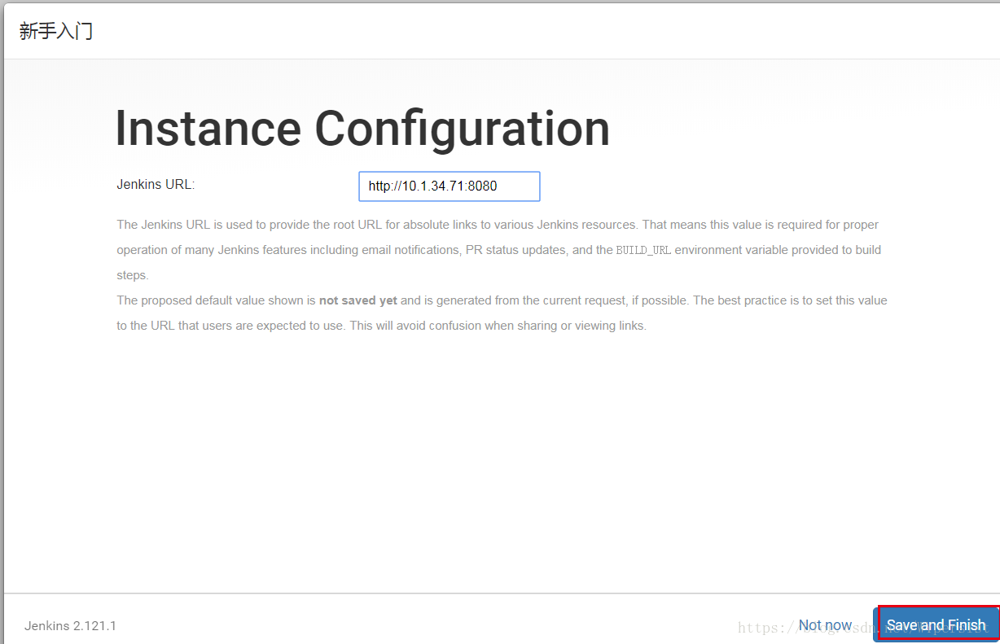 新手入门
Instance Configuration
Jenkins URL:
http://10.1.34.71:8080
The Jenkins URL is used to provide the root URL for absolute links to various Jenkins resources. That means this value is required for proper
operation of many Jenkins features including email notifications, PR status updates, and the BUILD_URL environment variable provided to build
steps.
The proposed default value shown is not saved yet and is generated from the current request, if possible. The best practice is to set this value
to the URL that users are expected to use. This will avoid confusion when sharing or viewing links.
Jenkins 2.121.1
Not now
Save and Finish